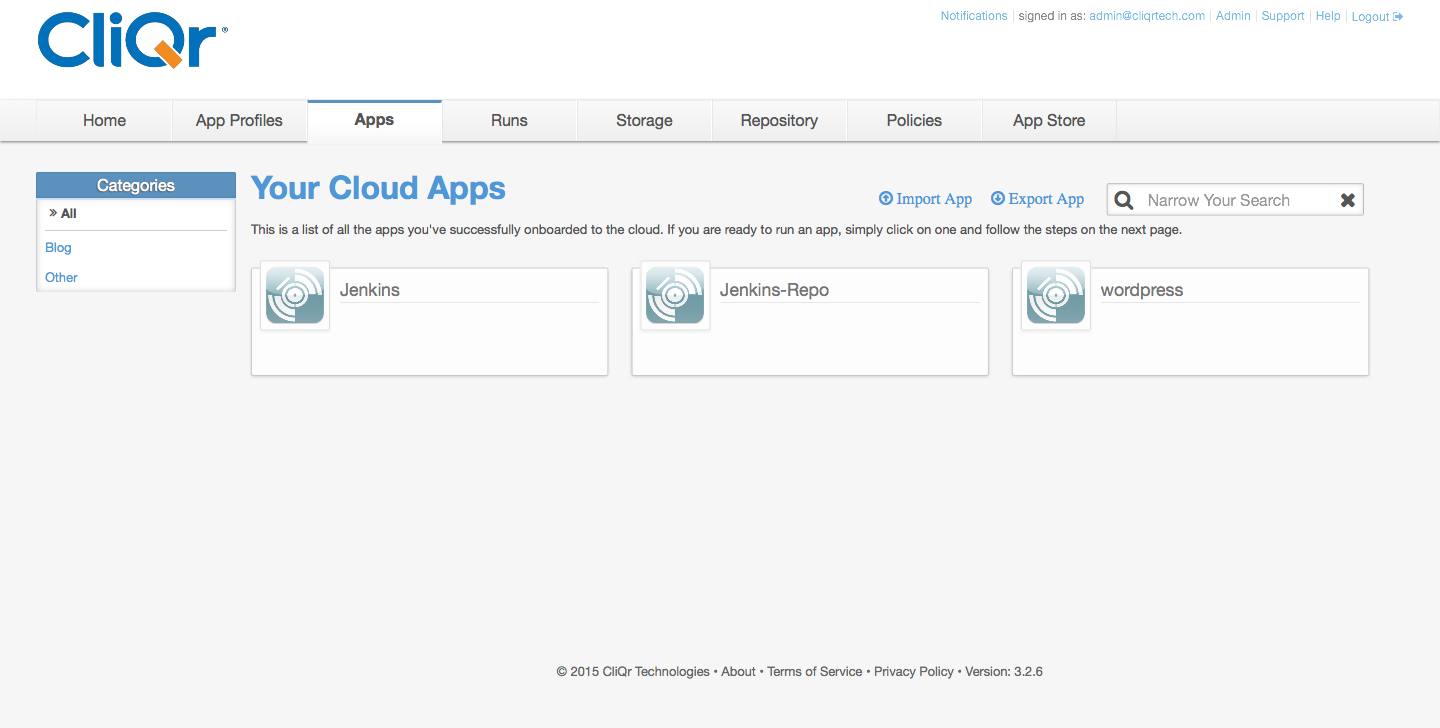 CliQr®
Notifications signed in as: admin@cliqrtech.com Admin Support Help Logout
Home App Profiles Apps Runs Storage Repository Policies App Store
Categories
» All
Blog
Other
Your Cloud Apps
Import App Export App Narrow Your Search
This is a list of all the apps you've successfully onboarded to the cloud. If you are ready to run an app, simply click on one and follow the steps on the next page.
Jenkins
Jenkins-Repo
wordpress
© 2015 CliQr Technologies • About • Terms of Service • Privacy Policy • Version: 3.2.6